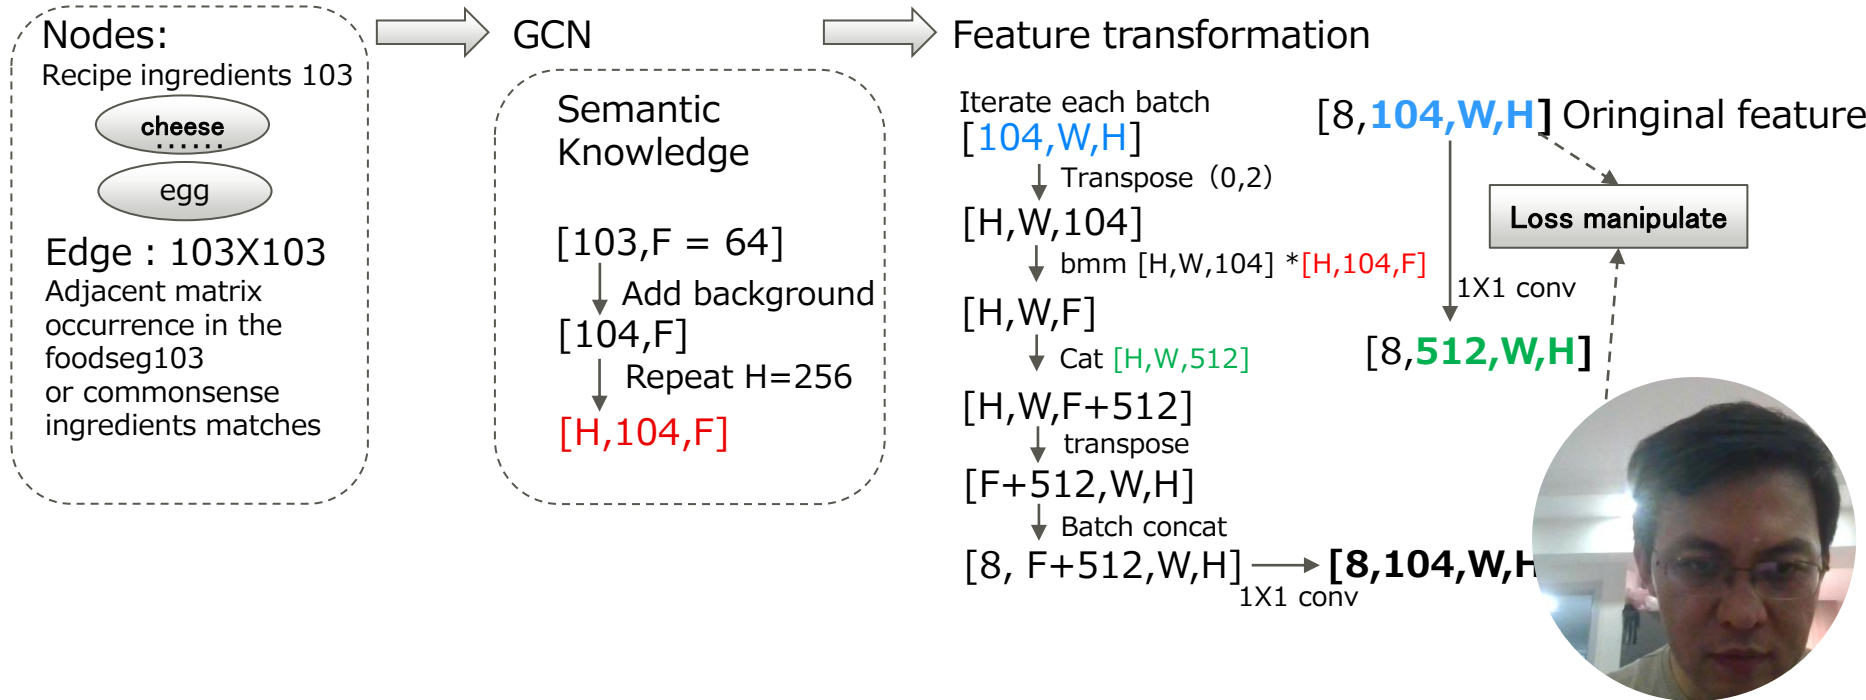 Nodes:
Recipe ingredients 103
cheese
......
egg
Edge : 103X103
Adjacent matrix
occurrence in the
foodseg103
or commonsense
ingredients matches
GCN
Semantic
Knowledge
[103,F = 64]
Add background
[104,F]
Repeat H=256
[H,104,F]
Feature transformation
Iterate each batch
[104,W,H]
Transpose（0,2）
[H,W,104]
bmm [H,W,104] *[H,104,F]
[H,W,F]
Cat [H,W,512]
[H,W,F+512]
transpose
[F+512,W,H]
Batch concat
[8, F+512,W,H]
1X1 conv
[8,104,W,H
[8,104,W,H] Oringinal feature
Loss manipulate
1X1 conv
[8,512,W,H]